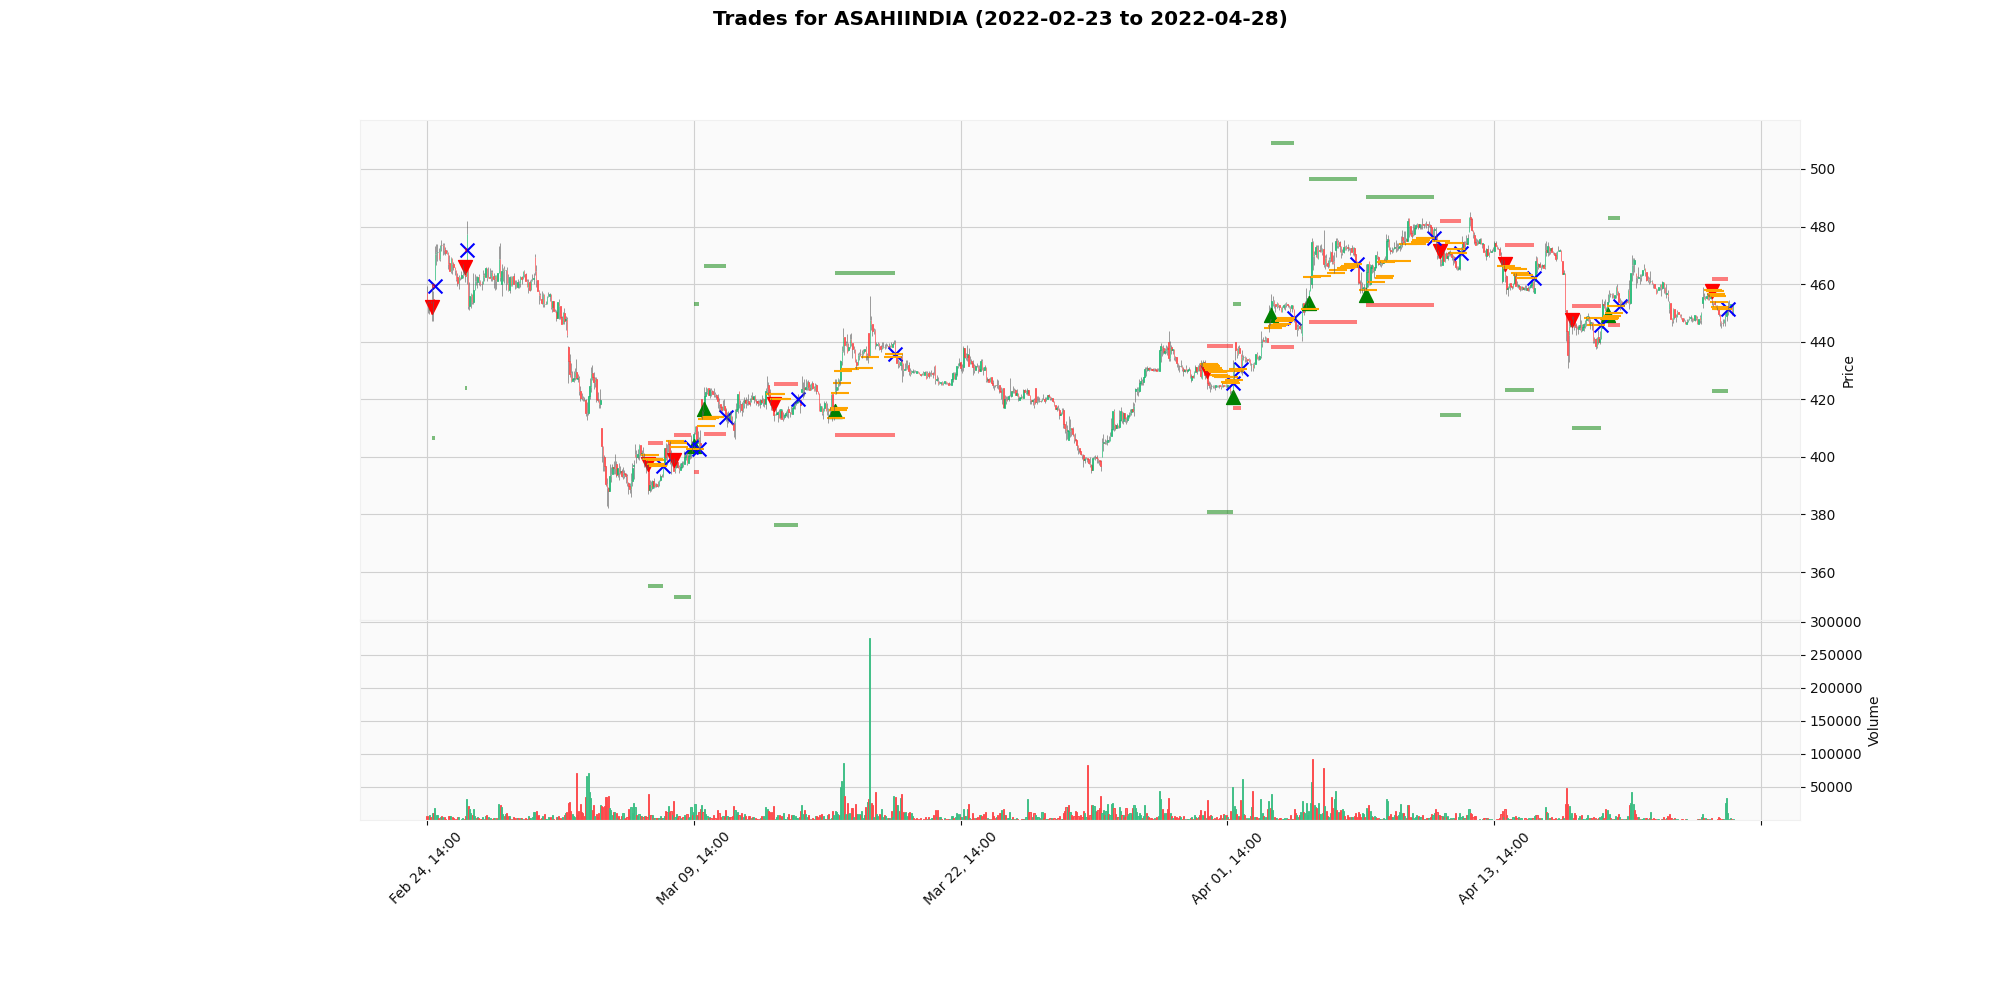 Trades for ASAHIINDIA (2022-02-23 to 2022-04-28)
500
480
460
440
420
400
380
360
Price
300000
250000
200000
150000
100000
50000
Volume
Feb 24, 14:00
Mar 09, 14:00
Mar 22, 14:00
Apr 01, 14:00
Apr 13, 14:00